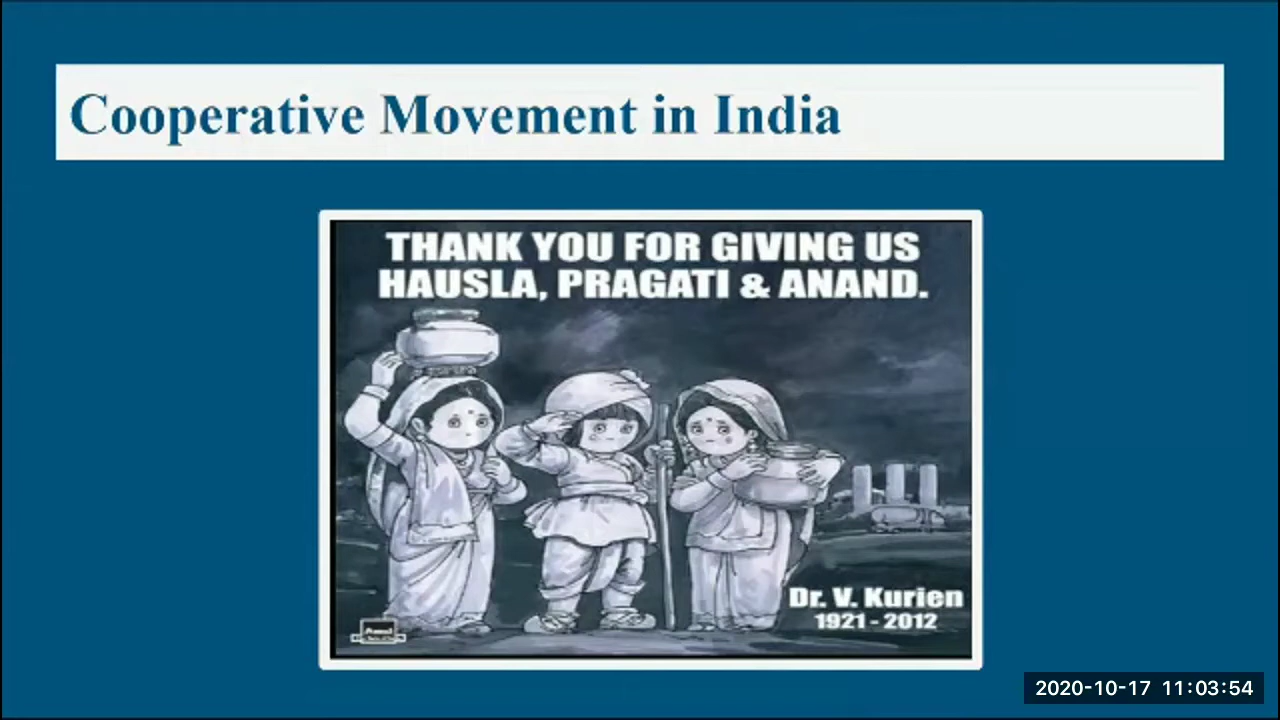 Cooperative Movement in India
THANK YOU FOR GIVING US
HAUSLA, PRAGATI & ANAND.
Dr. V. Kurien
1921 - 2012
Amul
2020-10-17 11:03:54